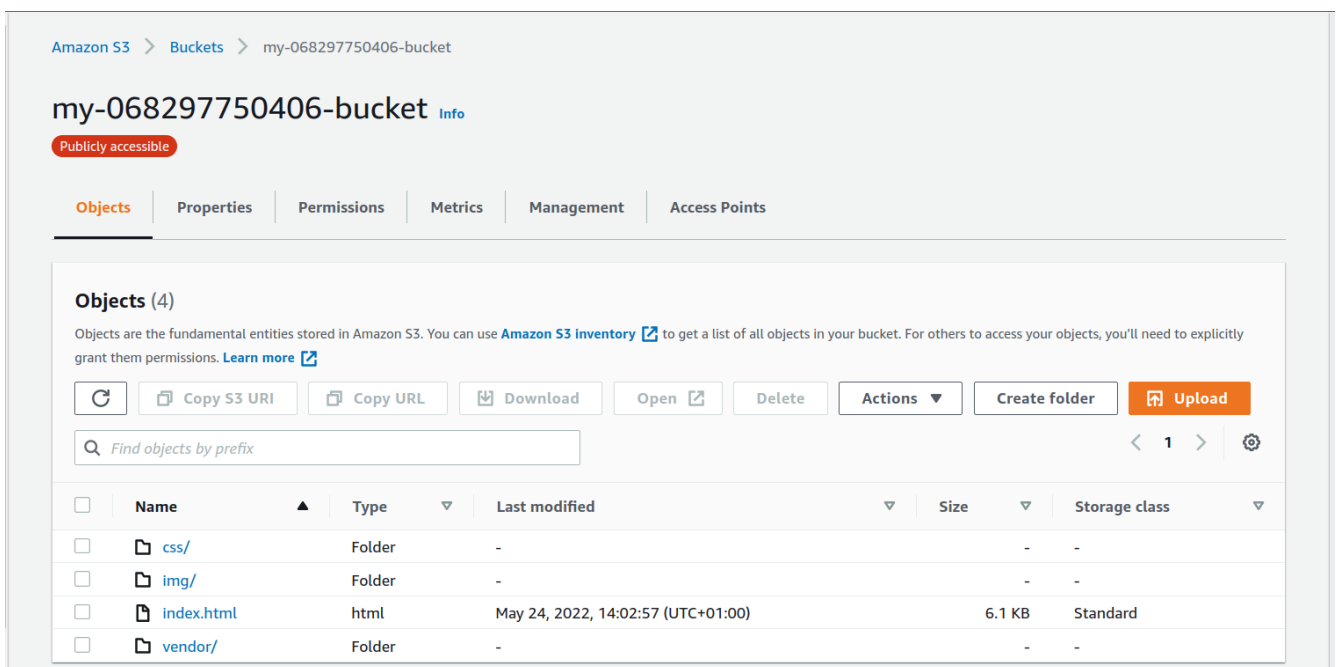 Amazon S3 > Buckets > my-068297750406-bucket
my-068297750406-bucket Info
Publicly accessible
Objects Properties Permissions Metrics Management Access Points
Objects (4)
Objects are the fundamental entities stored in Amazon S3. You can use Amazon S3 inventory to get a list of all objects in your bucket. For others to access your objects, you'll need to explicitly
grant them permissions. Learn more
Copy S3 URI Copy URL Download Open Delete Actions Create folder Upload
Find objects by prefix < 1 >
Name Type Last modified Size Storage class
css/ Folder - - -
img/ Folder - - -
index.html html May 24, 2022, 14:02:57 (UTC+01:00) 6.1 KB Standard
vendor/ Folder - - -